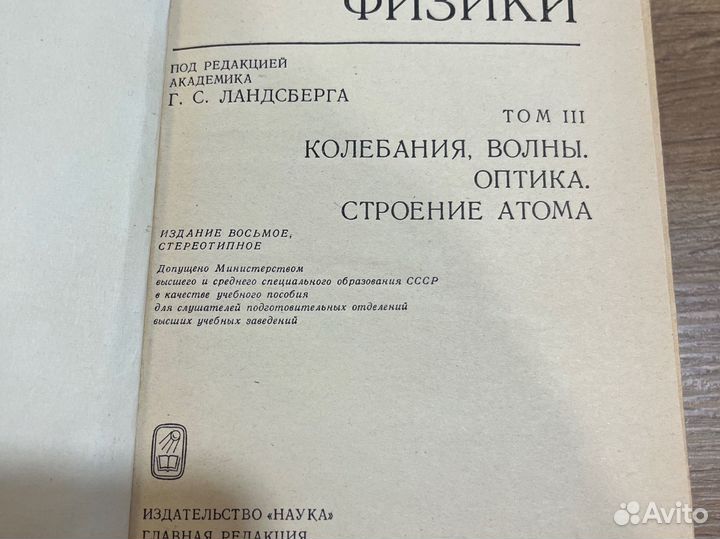 ФИЗИКИ
ПОД РЕДАКЦИЕЙ
АКАДЕМИКА
Г. С. ЛАНДСБЕРГА
ТОМ III
КОЛЕБАНИЯ, ВОЛНЫ.
ОПТИКА.
СТРОЕНИЕ АТОМА
ИЗДАНИЕ ВОСЬМОЕ,
СТЕРЕОТИПНОЕ
Допущено Министерством
высшего и среднего специального образования СССР
в качестве учебного пособия
для слушателей подготовительных отделений
высших учебных заведений
ИЗДАТЕЛЬСТВО «НАУКА»
ГЛАВНАЯ РЕДАКЦИЯ
Avito